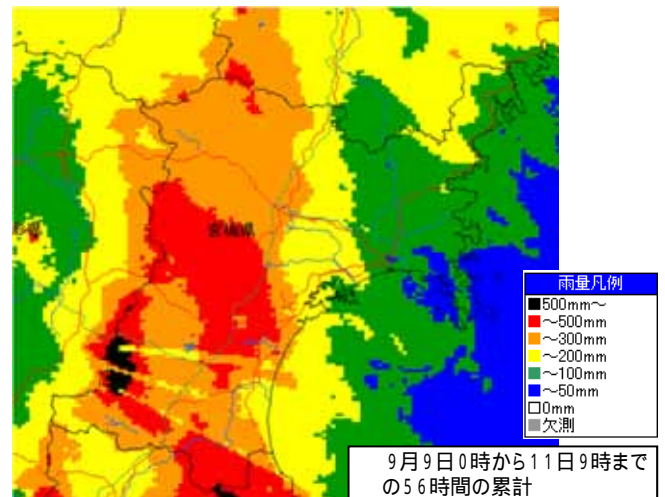 宮城県
雨量凡例
500mm～
～500mm
～300mm
～200mm
～100mm
～50mm
0mm
欠測
9月9日0時から11日9時まで
の56時間の累計